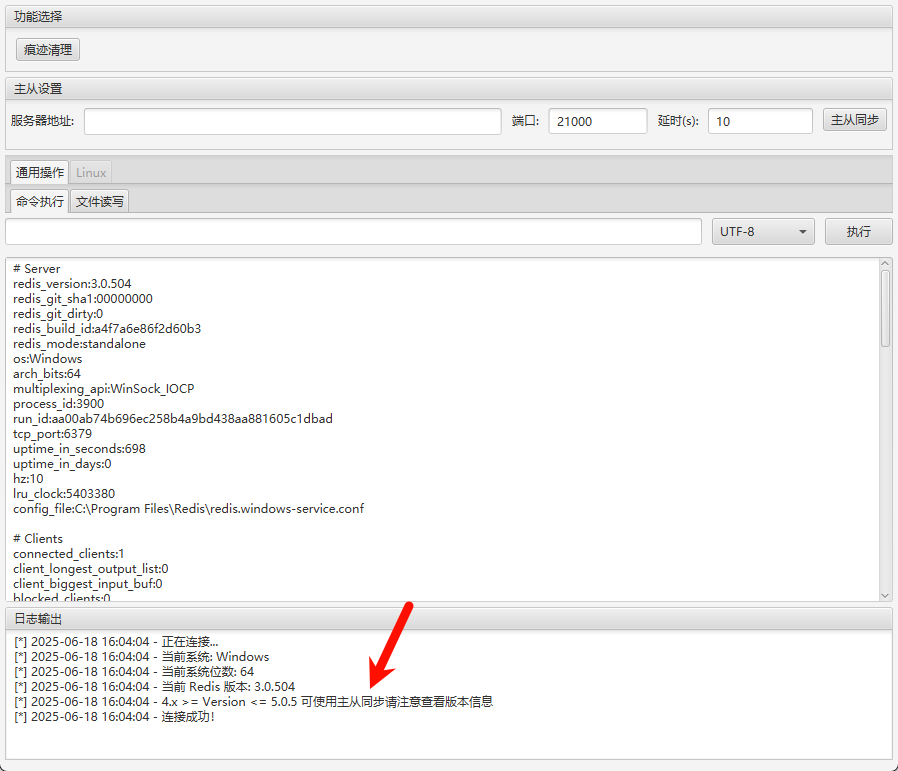 功能选择
痕迹清理
主从设置
服务器地址: 端口: 21000 延时(s): 10 主从同步
通用操作 Linux
命令执行 文件读写
UTF-8 执行
# Server
redis_version:3.0.504
redis_git_sha1:00000000
redis_git_dirty:0
redis_build_id:a4f7a6e86f2d60b3
redis_mode:standalone
os:Windows
arch_bits:64
multiplexing_api:WinSock_IOCP
process_id:3900
run_id:aa00ab74b696ec258b4a9bd438aa881605c1dbad
tcp_port:6379
uptime_in_seconds:698
uptime_in_days:0
hz:10
lru_clock:5403380
config_file:C:\Program Files\Redis\redis.windows-service.conf
# Clients
connected_clients:1
client_longest_output_list:0
client_biggest_input_buf:0
blocked_clients:0
日志输出
[*] 2025-06-18 16:04:04 - 正在连接...
[*] 2025-06-18 16:04:04 - 当前系统: Windows
[*] 2025-06-18 16:04:04 - 当前系统位数: 64
[*] 2025-06-18 16:04:04 - 当前 Redis 版本: 3.0.504
[*] 2025-06-18 16:04:04 - 4.x >= Version <= 5.0.5 可使用主从同步请注意查看版本信息
[*] 2025-06-18 16:04:04 - 连接成功!